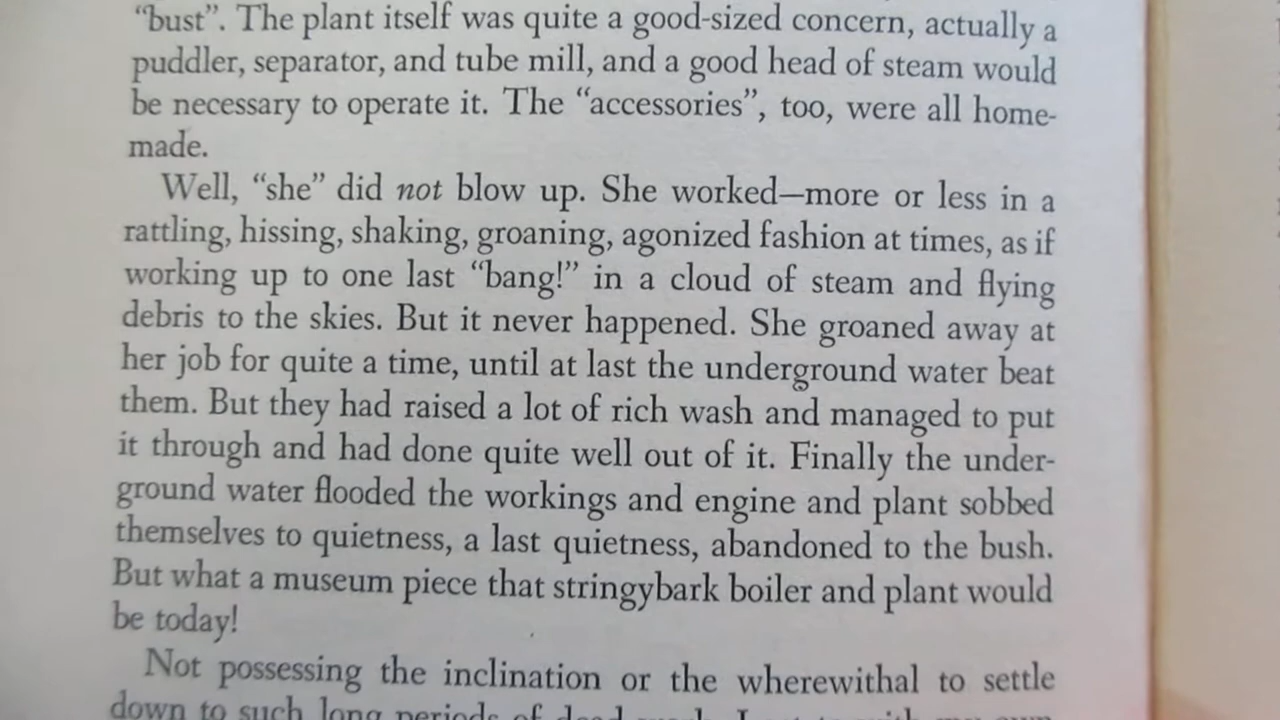 “bust”. The plant itself was quite a good-sized concern, actually a
puddler, separator, and tube mill, and a good head of steam would
be necessary to operate it. The “accessories”, too, were all home-
made.
Well, “she” did not blow up. She worked—more or less in a
rattling, hissing, shaking, groaning, agonized fashion at times, as if
working up to one last “bang!” in a cloud of steam and flying
debris to the skies. But it never happened. She groaned away at
her job for quite a time, until at last the underground water beat
them. But they had raised a lot of rich wash and managed to put
it through and had done quite well out of it. Finally the under-
ground water flooded the workings and engine and plant sobbed
themselves to quietness, a last quietness, abandoned to the bush.
But what a museum piece that stringybark boiler and plant would
be today!
Not possessing the inclination or the wherewithal to settle
down to such long periods of dead work, I